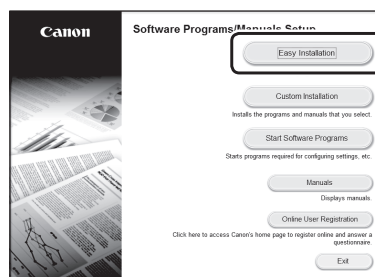 Canon
Software Programs/Manuals Setup
Easy Installation
Custom Installation
Installs the programs and manuals that you select.
Start Software Programs
Starts programs required for configuring settings, etc
Manuals
Displays manuals.
Online User Registration
Click here to access Canon's home page to register online and answer a
questionnaire.
Exit